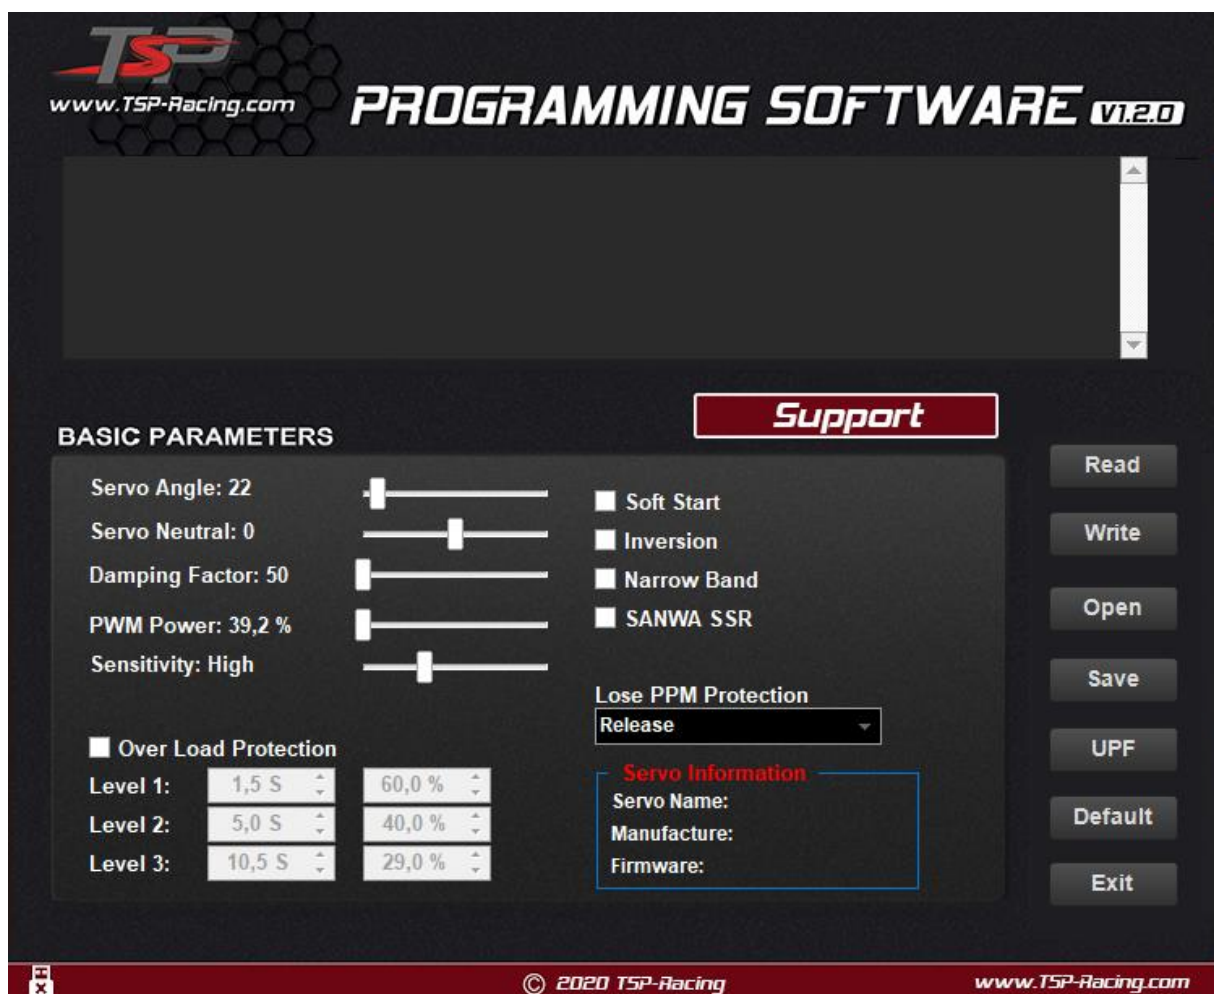 TSP
www.TSP-Racing.com
PROGRAMMING SOFTWARE V1.2.0
Support
BASIC PARAMETERS
Servo Angle: 22
Servo Neutral: 0
Damping Factor: 50
PWM Power: 39,2 %
Sensitivity: High
Soft Start
Inversion
Narrow Band
SANWA SSR
Lose PPM Protection
Release
Over Load Protection
Level 1: 1,5 S 60,0 %
Level 2: 5,0 S 40,0 %
Level 3: 10,5 S 29,0 %
Servo Information
Servo Name:
Manufacture:
Firmware:
Read
Write
Open
Save
UPF
Default
Exit
© 2020 TSP-Racing
www.TSP-Racing.com